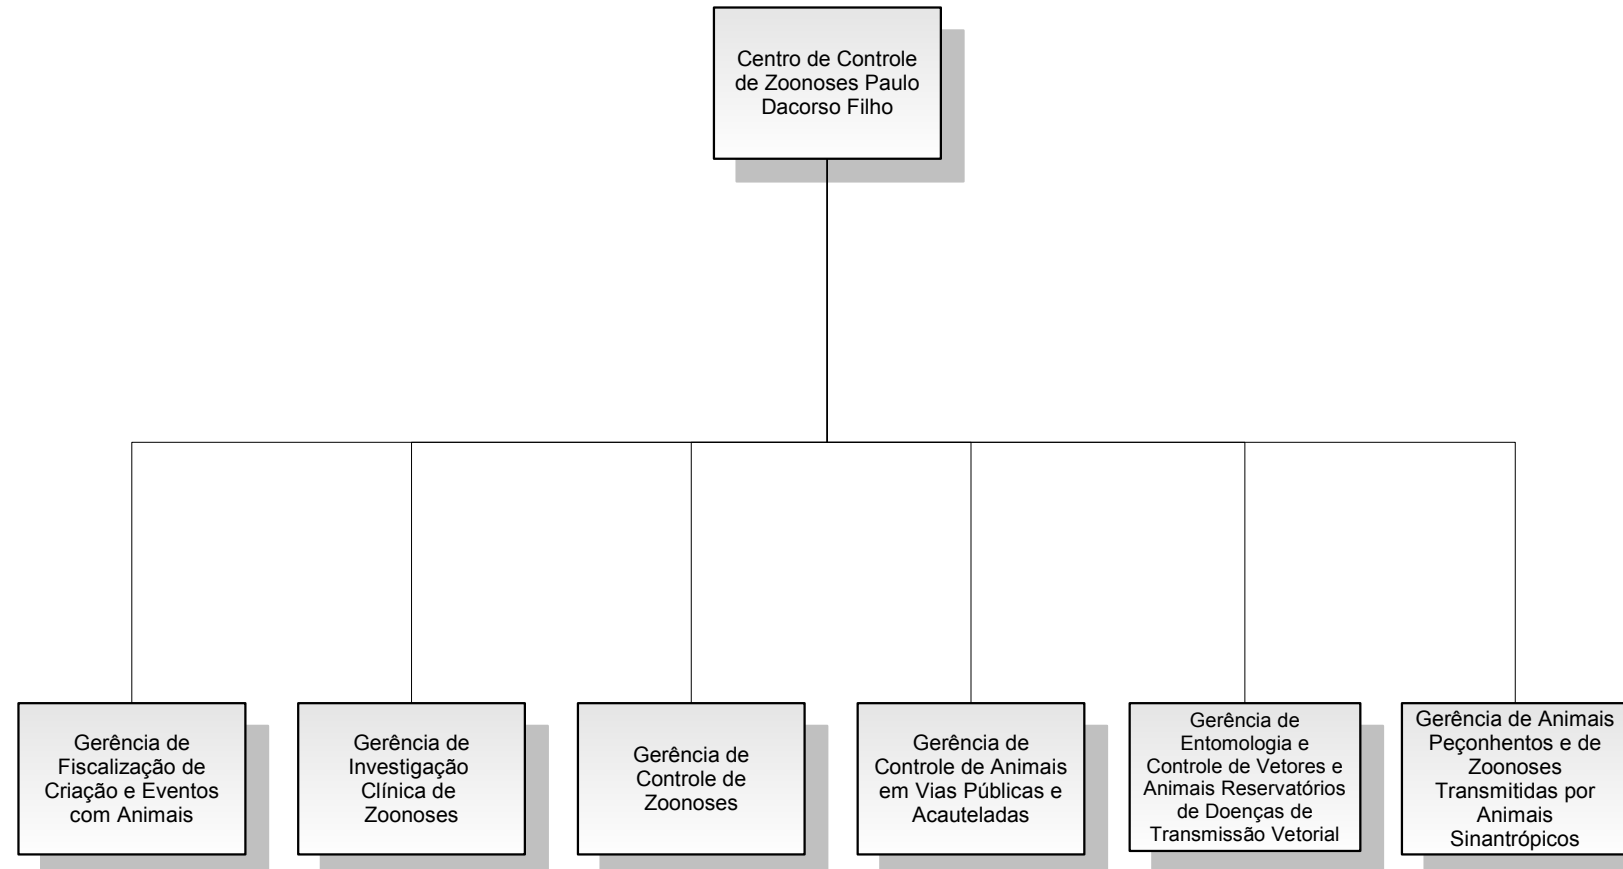 Centro de Controle
de Zoonoses Paulo
Dacorso Filho
Gerência de
Fiscalização de
Criação e Eventos
com Animais
Gerência de
Investigação
Clínica de
Zoonoses
Gerência de
Controle de
Zoonoses
Gerência de
Controle de Animais
em Vias Públicas e
Acauteladas
Gerência de
Entomologia e
Controle de Vetores e
Animais Reservatórios
de Doenças de
Transmissão Vetorial
Gerência de Animais
Peçonhentos e de
Zoonoses
Transmitidas por
Animais
Sinantrópicos